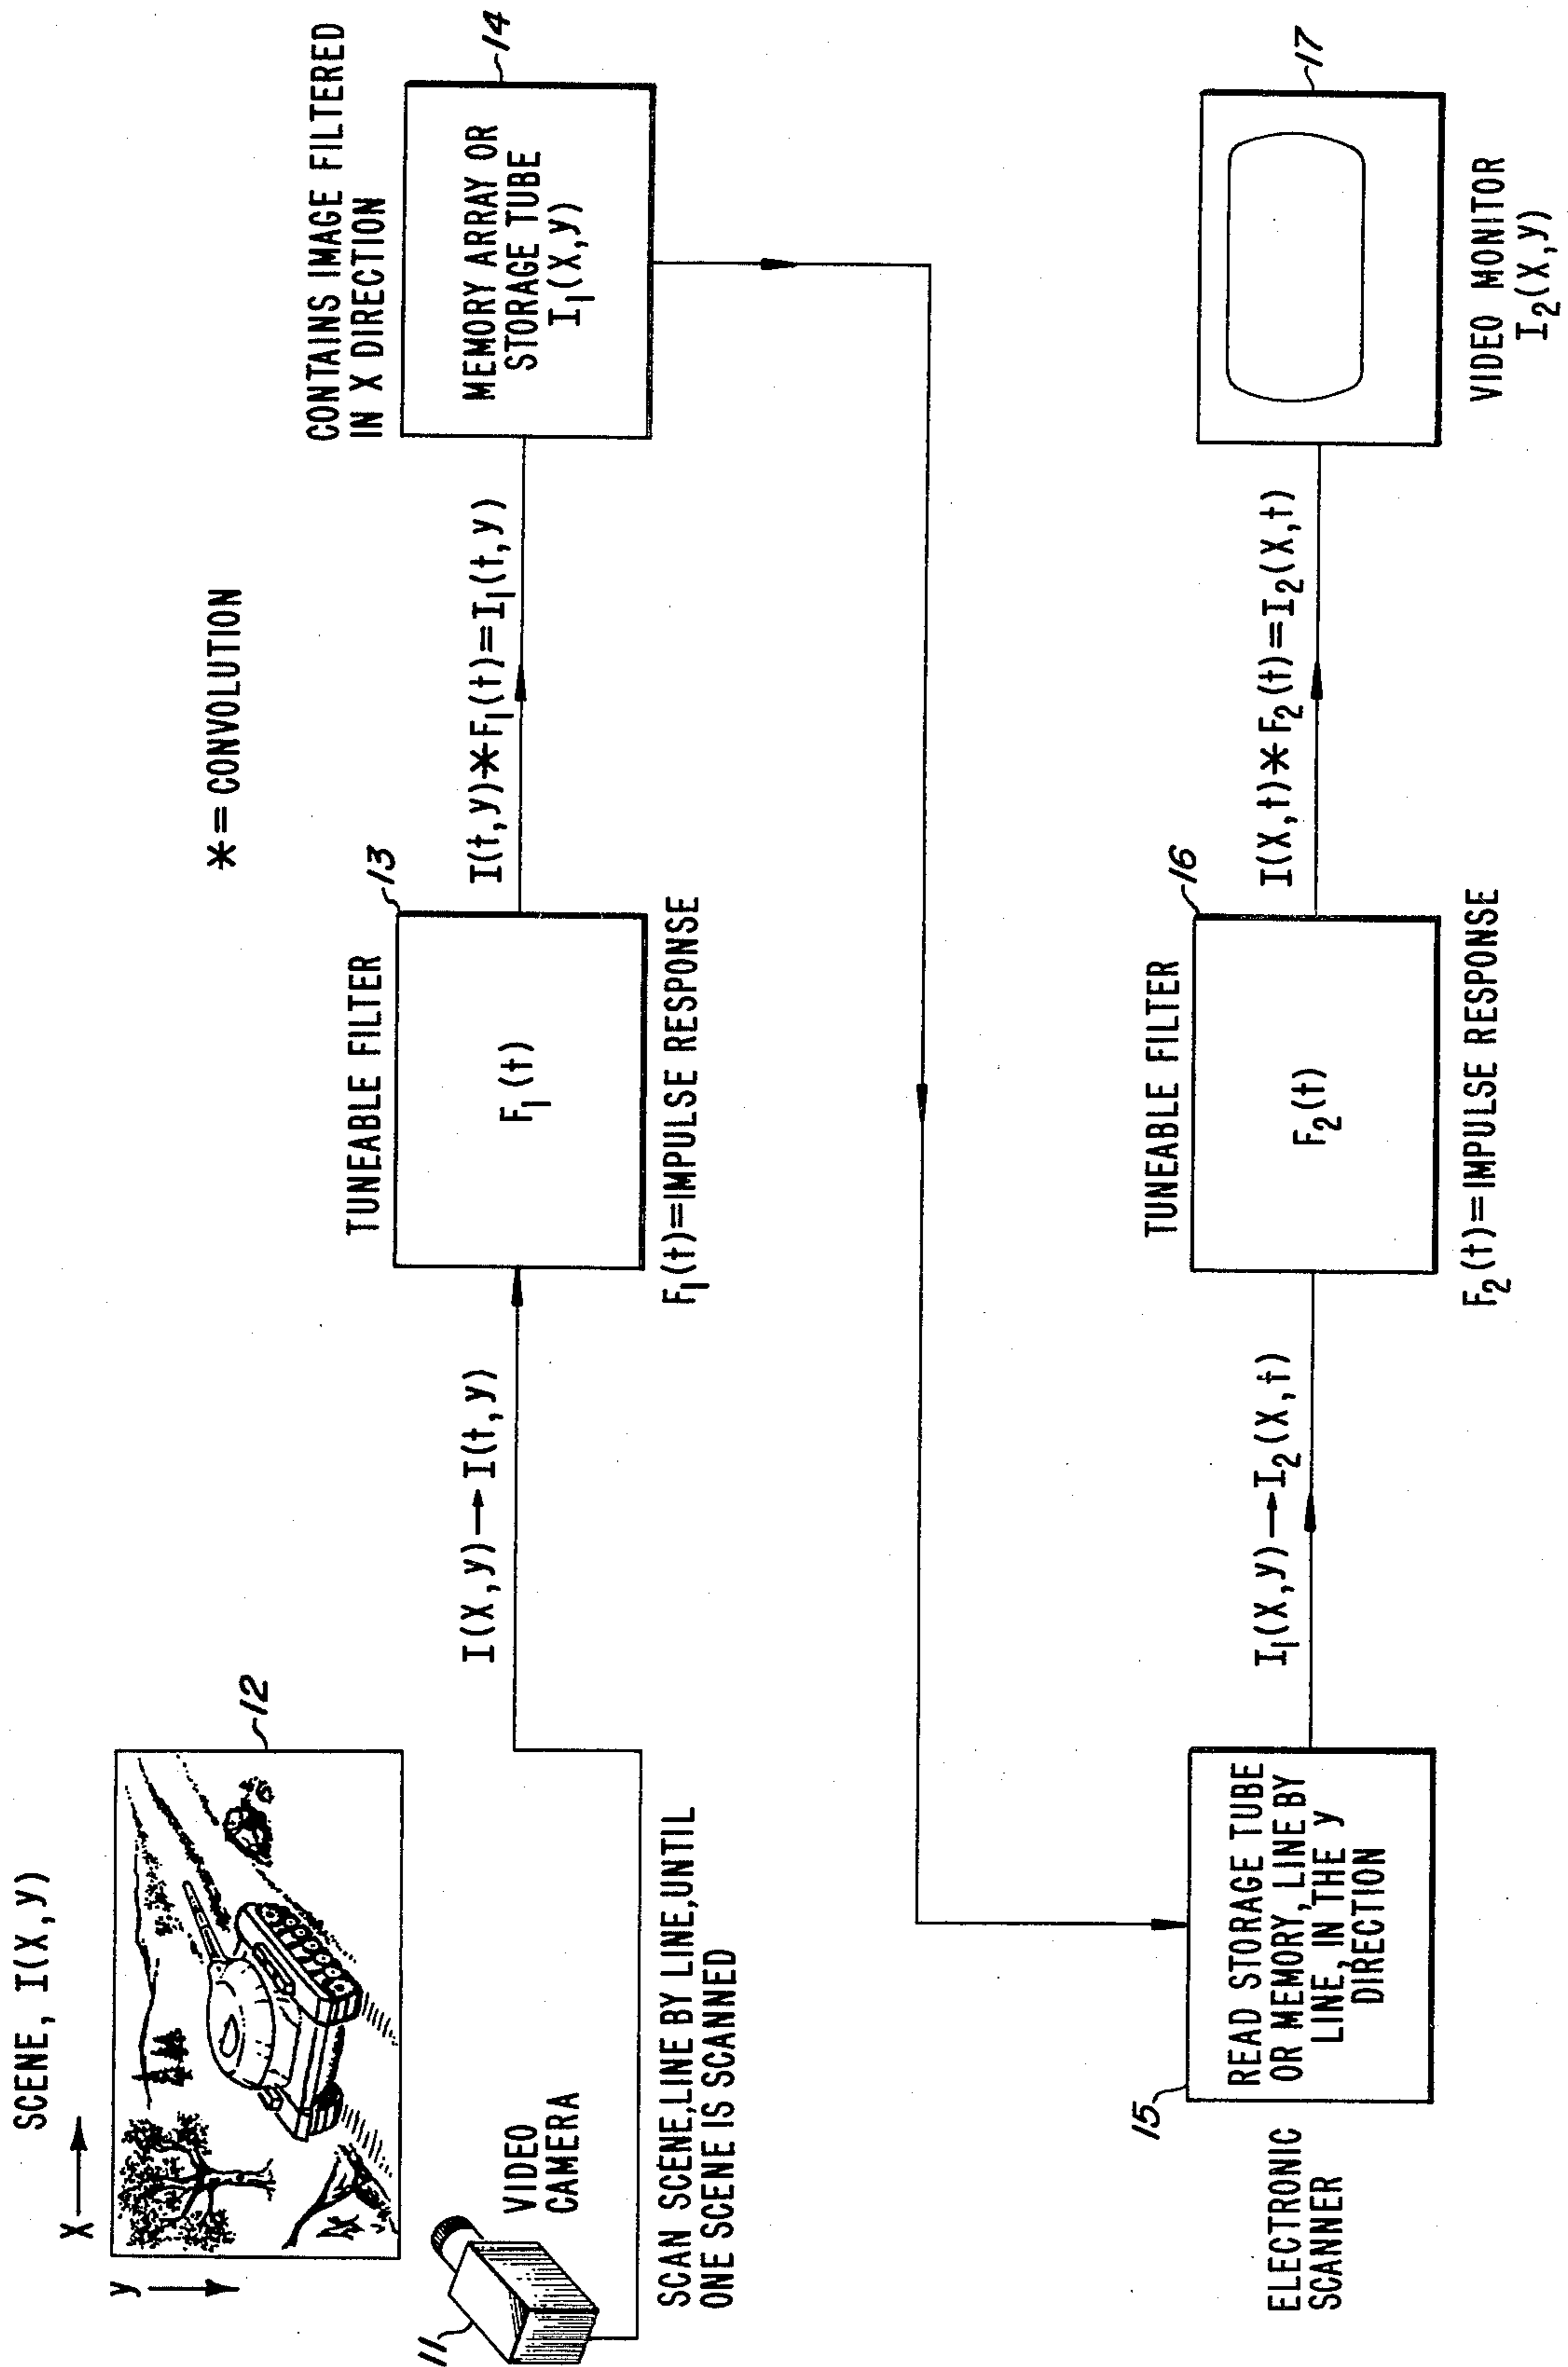 SCENE, I(X,y)
X
y
12
11
VIDEO
CAMERA
SCAN SCENE, LINE BY LINE, UNTIL
ONE SCENE IS SCANNED
I(X,y)→I(t,y)
TUNEABLE FILTER
13
F₁(t)
F₁(t)=IMPULSE RESPONSE
*=CONVOLUTION
I(t,y)*F₁(t)=I₁(t,y)
CONTAINS IMAGE FILTERED
IN X DIRECTION
14
MEMORY ARRAY OR
STORAGE TUBE
I₁(X,y)
15
ELECTRONIC
SCANNER
READ STORAGE TUBE
OR MEMORY, LINE BY
LINE, IN THE y
DIRECTION
I₁(X,y)→I₂(X,t)
TUNEABLE FILTER
16
F₂(t)
F₂(t)=IMPULSE RESPONSE
I(X,t)*F₂(t)=I₂(X,t)
17
VIDEO MONITOR
I₂(X,y)